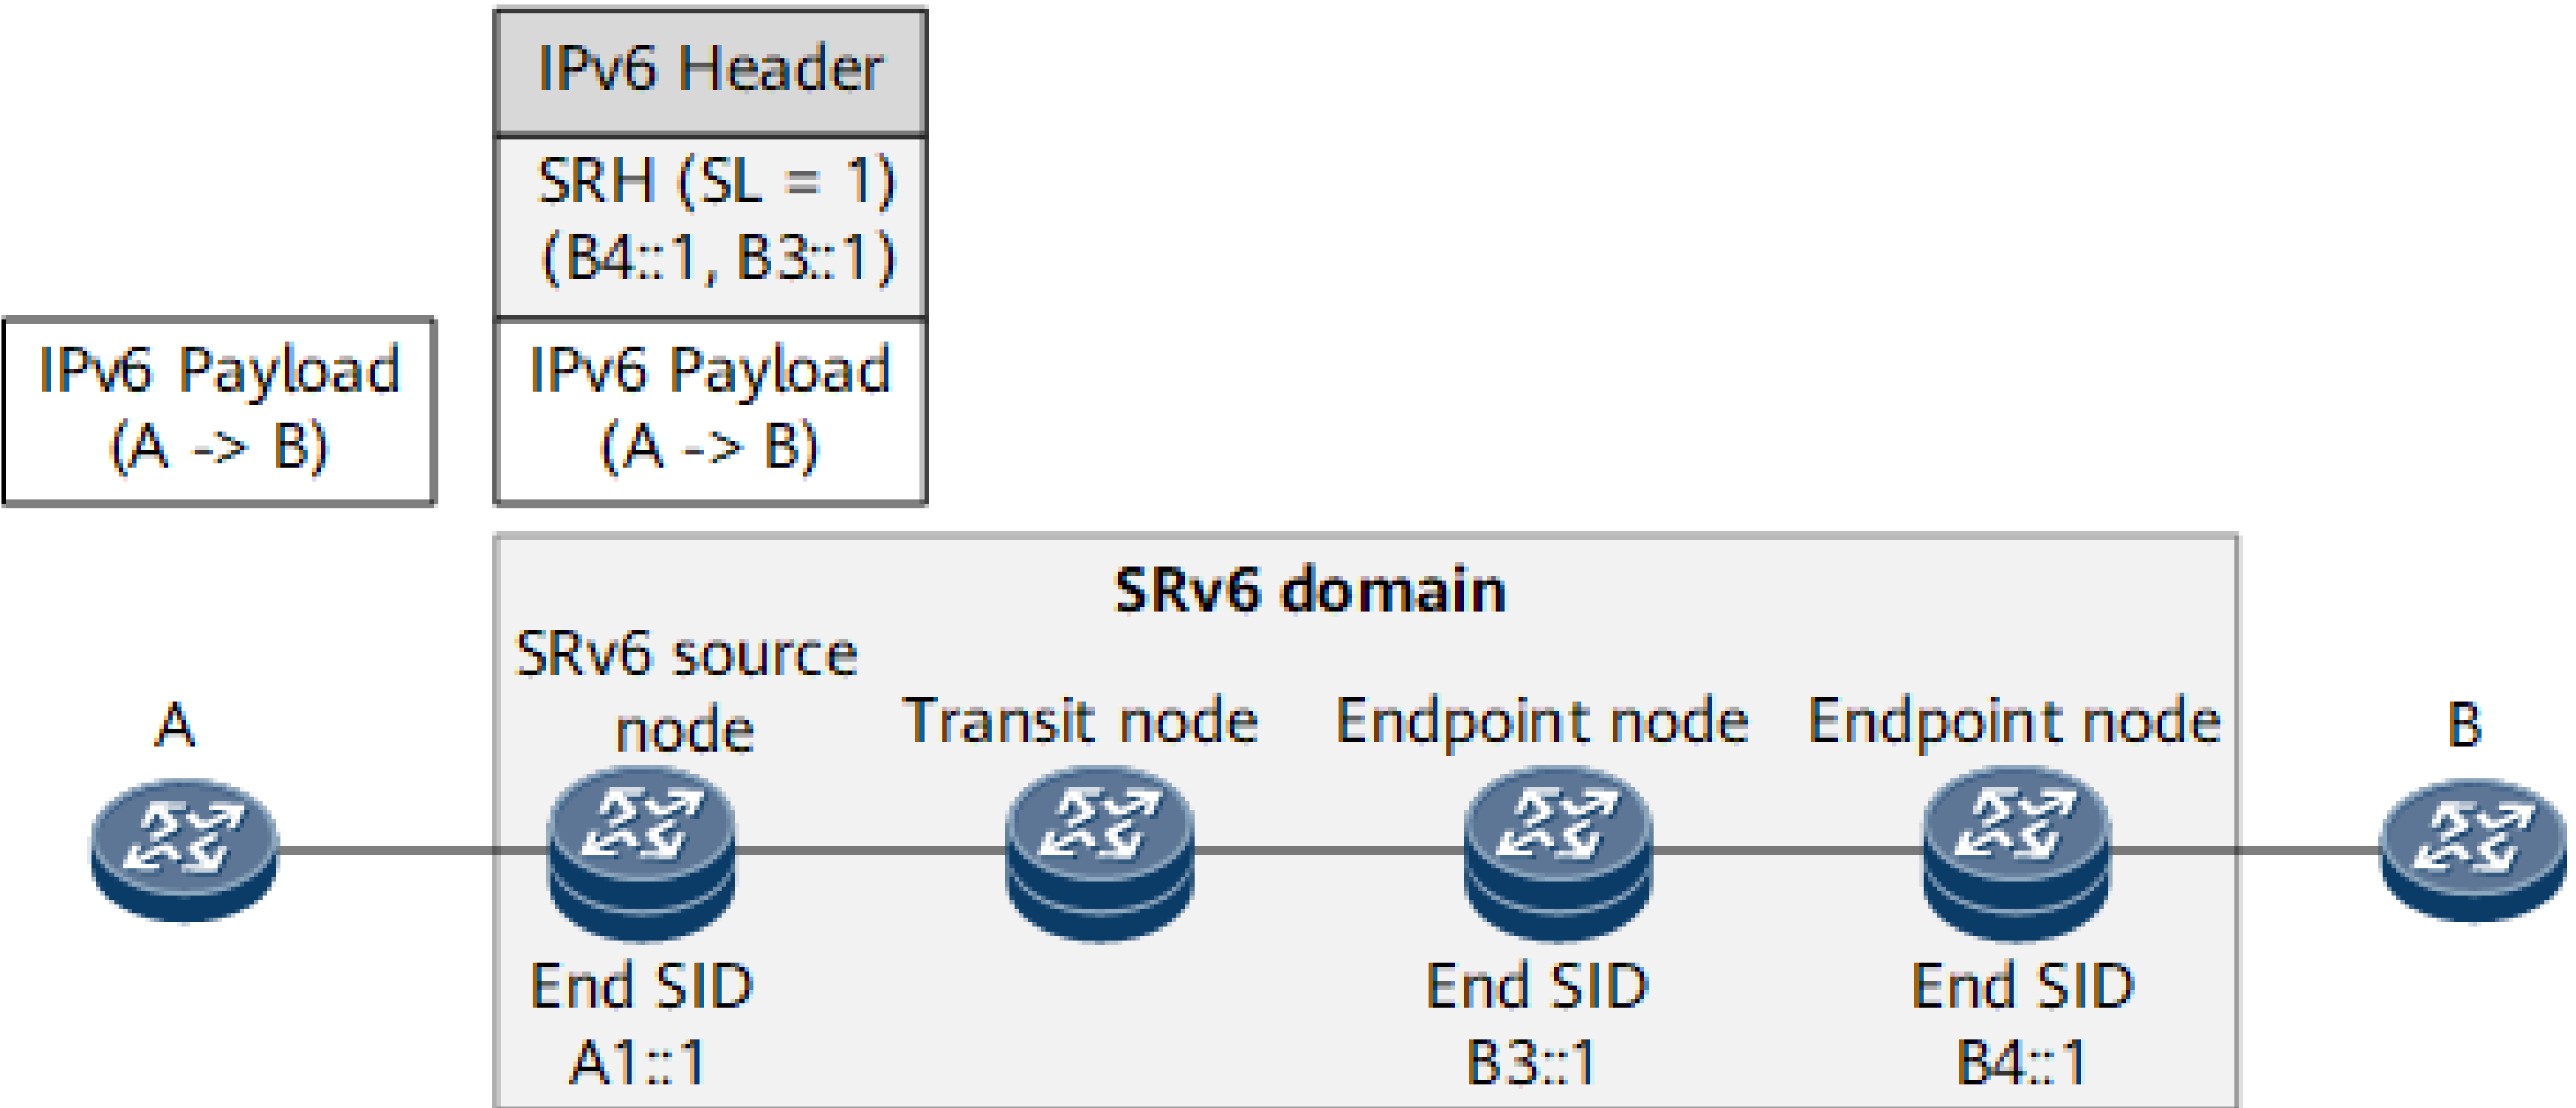 IPv6 Header
SRH (SL = 1)
(B4::1, B3::1)
IPv6 Payload
(A -> B)
IPv6 Payload
(A -> B)
SRv6 domain
SRv6 source
node
A
Transit node
Endpoint node
Endpoint node
B
End SID
A1::1
End SID
B3::1
End SID
B4::1